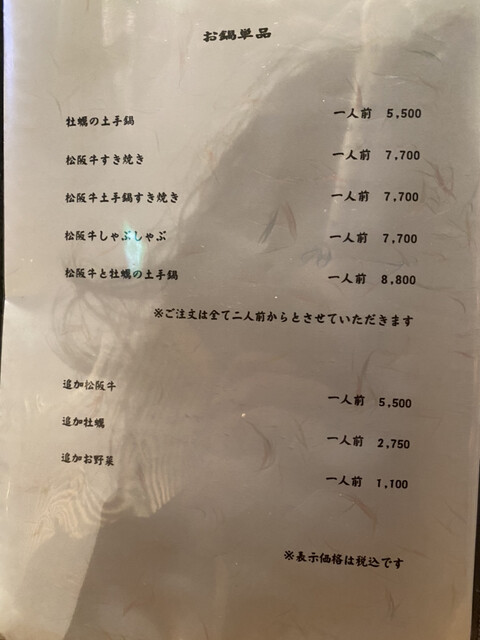 お鍋単品
牡蠣の土手鍋 一人前 5,500
松阪牛すき焼き 一人前 7,700
松阪牛土手鍋すき焼き 一人前 7,700
松阪牛しゃぶしゃぶ 一人前 7,700
松阪牛と牡蠣の土手鍋 一人前 8,800
※ご注文は全て二人前からとさせていただきます
追加松阪牛 一人前 5,500
追加牡蠣 一人前 2,750
追加お野菜 一人前 1,100
※表示価格は税込です